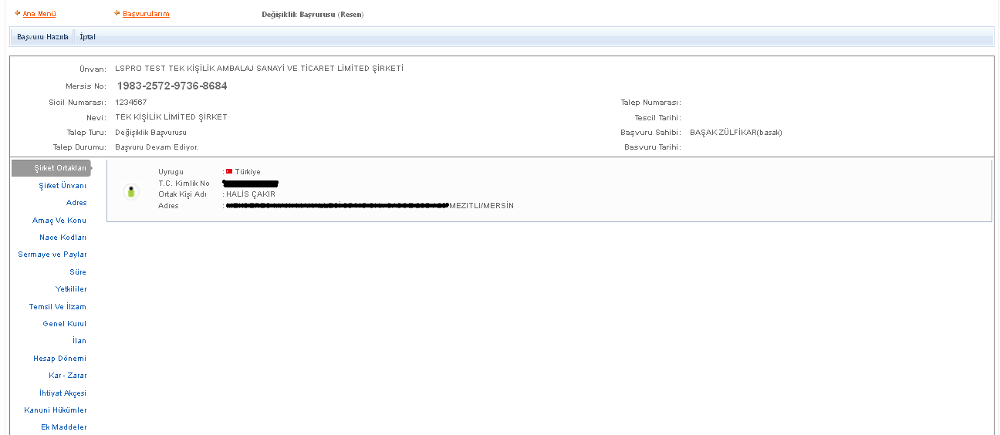 Ana Menü Başvurularım Değişiklik Başvurusu (Resen)
Başvuru Hazırla İptal
Ünvan: LSPRO TEST TEK KİŞİLİK AMBALAJ SANAYİ VE TİCARET LİMİTED ŞİRKETİ
Mersis No: 1983-2572-9736-8684
Sicil Numarası: 1234567 Talep Numarası:
Nevi: TEK KİŞİLİK LİMİTED ŞİRKET Tescil Tarihi:
Talep Turu: Değişiklik Başvurusu Başvuru Sahibi: BAŞAK ZÜLFİKAR(basak)
Talep Durumu: Başvuru Devam Ediyor. Basvuru Tarihi:
Şirket Ortakları
Şirket Ünvanı
Adres
Amaç Ve Konu
Nace Kodları
Sermaye ve Paylar
Süre
Yetkililer
Temsil Ve İlzam
Genel Kurul
İlan
Hesap Dönemi
Kar - Zarar
İhtiyat Akçesi
Kanuni Hükümler
Ek Maddeler
Uyrugu : Türkiye
T.C. Kimlik No :
Ortak Kişi Adı : HALİS ÇAKIR
Adres : MEZITLI/MERSİN